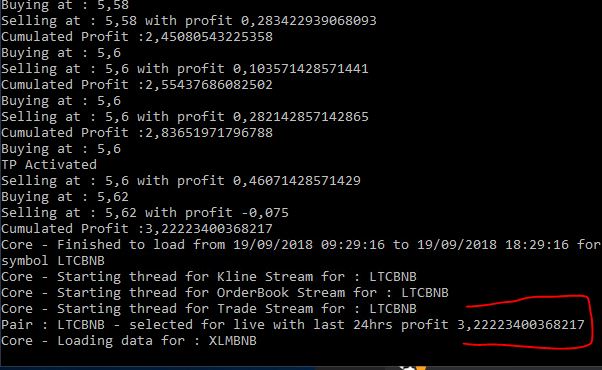 Buying at : 5,58
Selling at : 5,58 with profit 0,283422939068093
Cumulated Profit :2,45080543225358
Buying at : 5,6
Selling at : 5,6 with profit 0,103571428571441
Cumulated Profit :2,55437686082502
Buying at : 5,6
Selling at : 5,6 with profit 0,282142857142865
Cumulated Profit :2,83651971796788
Buying at : 5,6
TP Activated
Selling at : 5,6 with profit 0,46071428571429
Buying at : 5,62
Selling at : 5,62 with profit -0,075
Cumulated Profit :3,22223400368217
Core - Finished to load from 19/09/2018 09:29:16 to 19/09/2018 18:29:16 for
symbol LTCBNB
Core - Starting thread for Kline Stream for : LTCBNB
Core - Starting thread for OrderBook Stream for : LTCBNB
Core - Starting thread for Trade Stream for : LTCBNB
Pair : LTCBNB - selected for live with last 24hrs profit 3,22223400368217
Core - Loading data for : XLMBNB